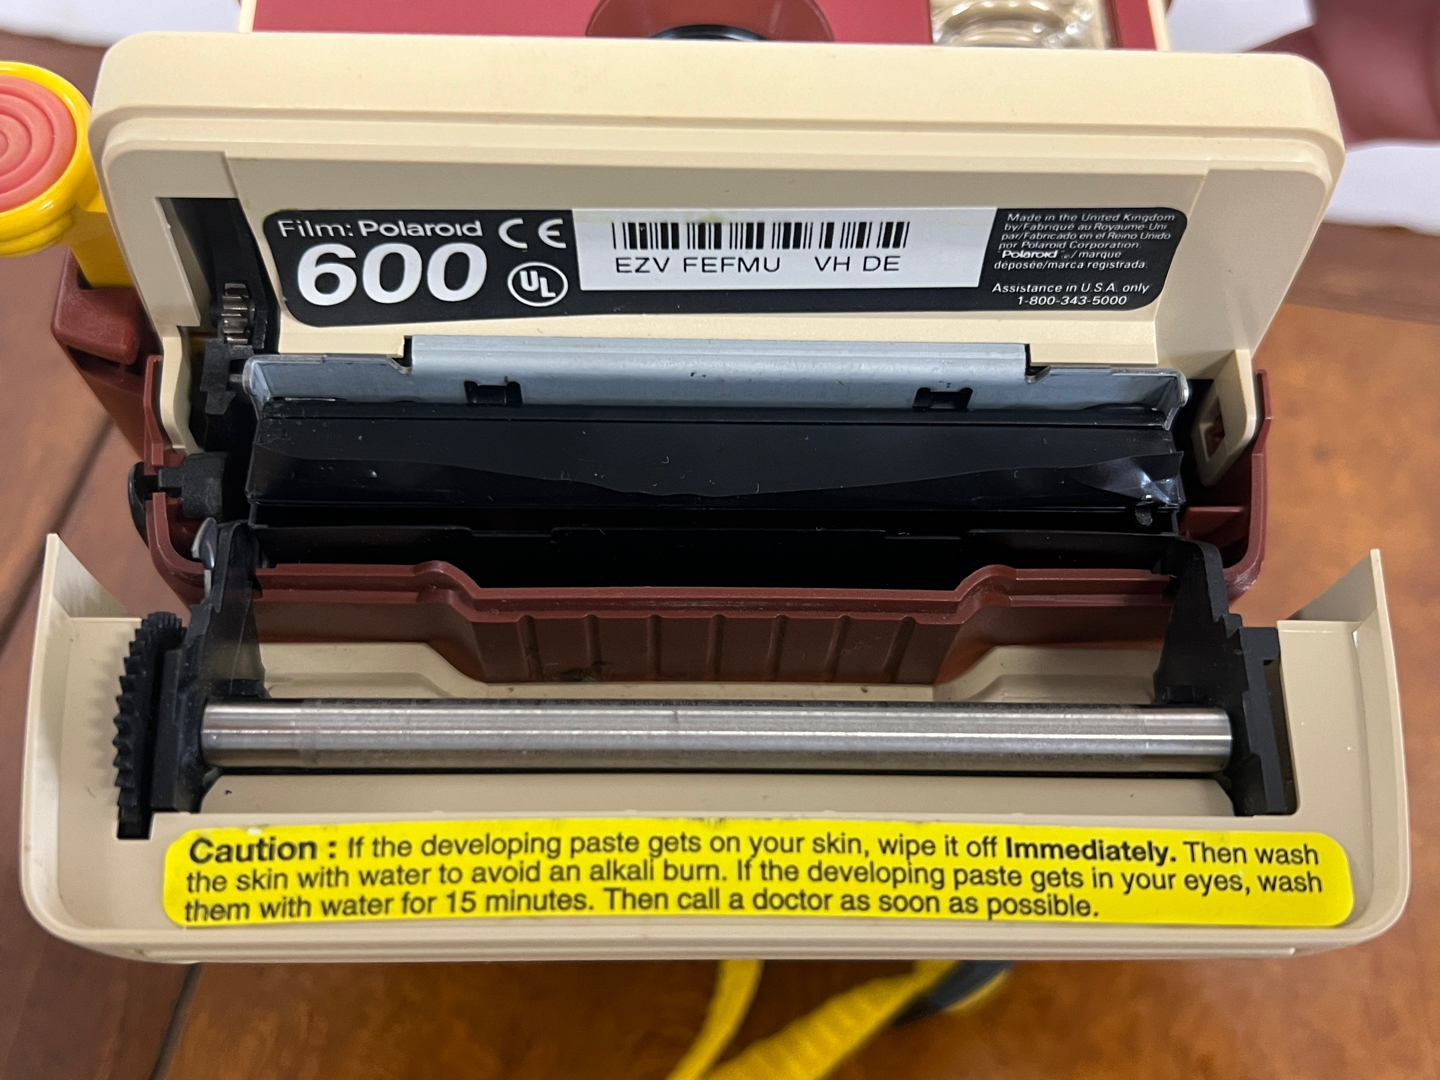 Film: Polaroid CE
600 UL
EZV FEFMU VH DE
Made in the United Kingdom
by/Fabriqué au Royaume-Uni
par/Fabricado en el Reino Unido
por Polaroid Corporation.
Polaroid ®/marque
déposée/marca registrada.
Assistance in U.S.A. only
1-800-343-5000
Caution : If the developing paste gets on your skin, wipe it off Immediately. Then wash
the skin with water to avoid an alkali burn. If the developing paste gets in your eyes, wash
them with water for 15 minutes. Then call a doctor as soon as possible.